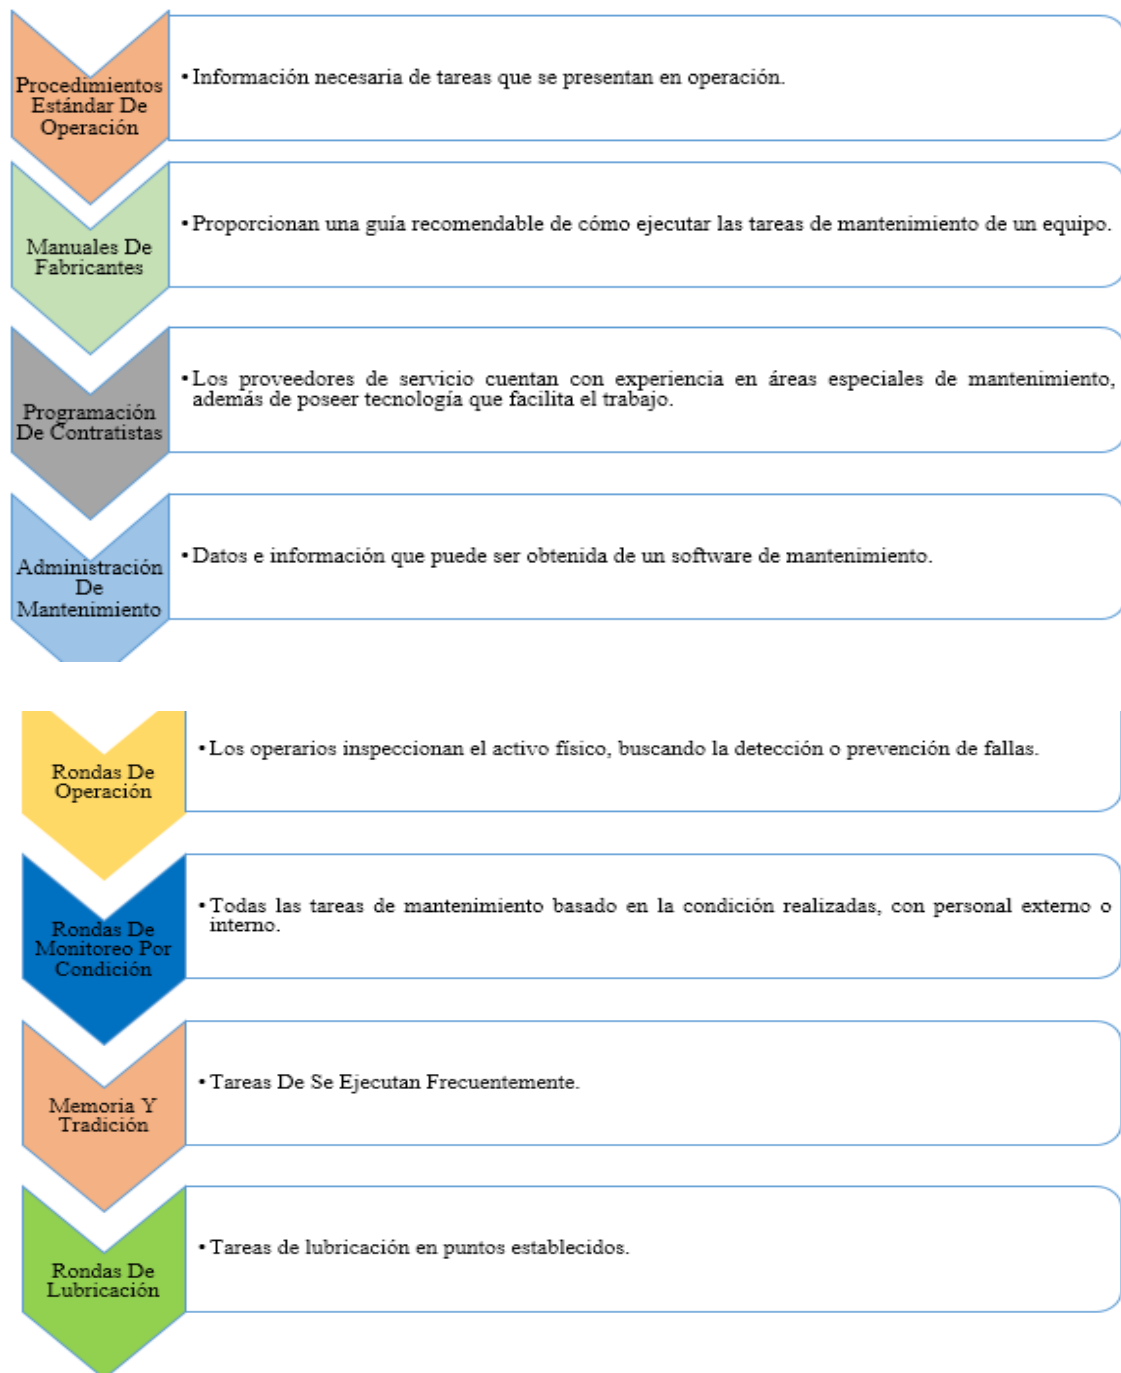 Procedimientos
Estándar De
Operación
• Información necesaria de tareas que se presentan en operación.
Manuales De
Fabricantes
• Proporcionan una guía recomendable de cómo ejecutar las tareas de mantenimiento de un equipo.
Programación
De Contratistas
• Los proveedores de servicio cuentan con experiencia en áreas especiales de mantenimiento,
además de poseer tecnología que facilita el trabajo.
Administración
De
Mantenimiento
• Datos e información que puede ser obtenida de un software de mantenimiento.
Rondas De
Operación
• Los operarios inspeccionan el activo físico, buscando la detección o prevención de fallas.
Rondas De
Monitoreo Por
Condición
• Todas las tareas de mantenimiento basado en la condición realizadas, con personal externo o
interno.
Memoria Y
Tradición
• Tareas De Se Ejecutan Frecuentemente.
Rondas De
Lubricación
• Tareas de lubricación en puntos establecidos.